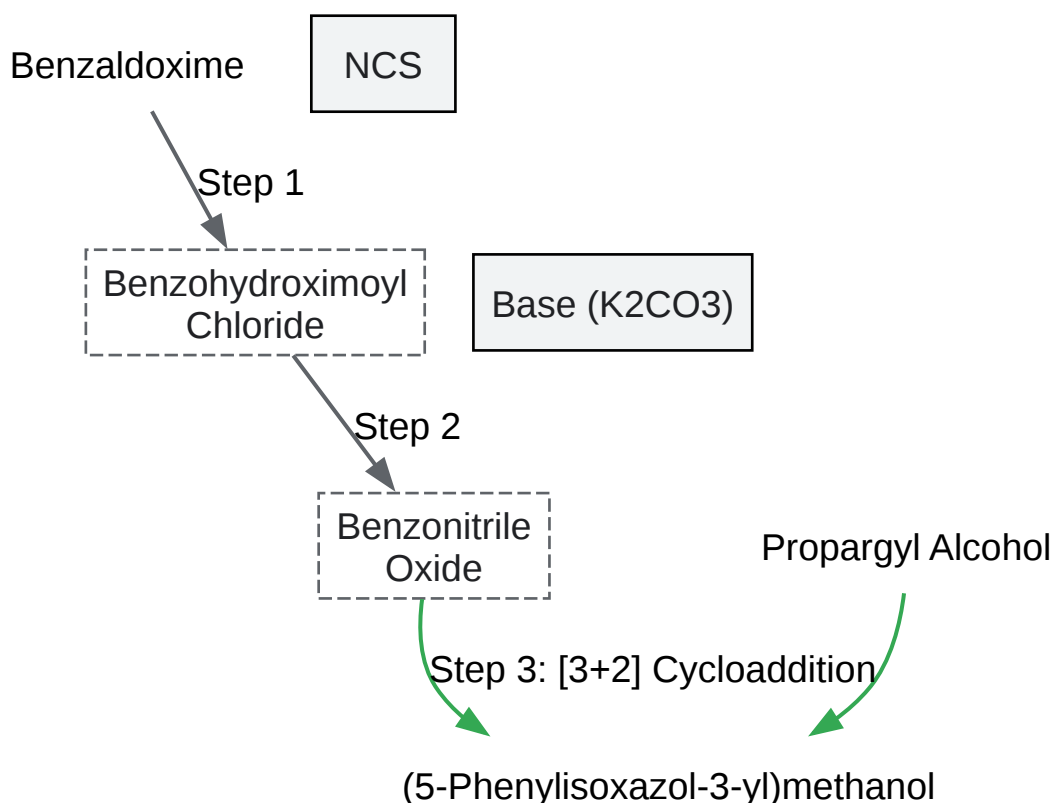 Benzaldoxime
NCS
Step 1
Benzohydroximoyl
Chloride
Base (K2CO3)
Step 2
Benzonitrile
Oxide
Propargyl Alcohol
Step 3: [3+2] Cycloaddition
(5-Phenylisoxazol-3-yl)methanol